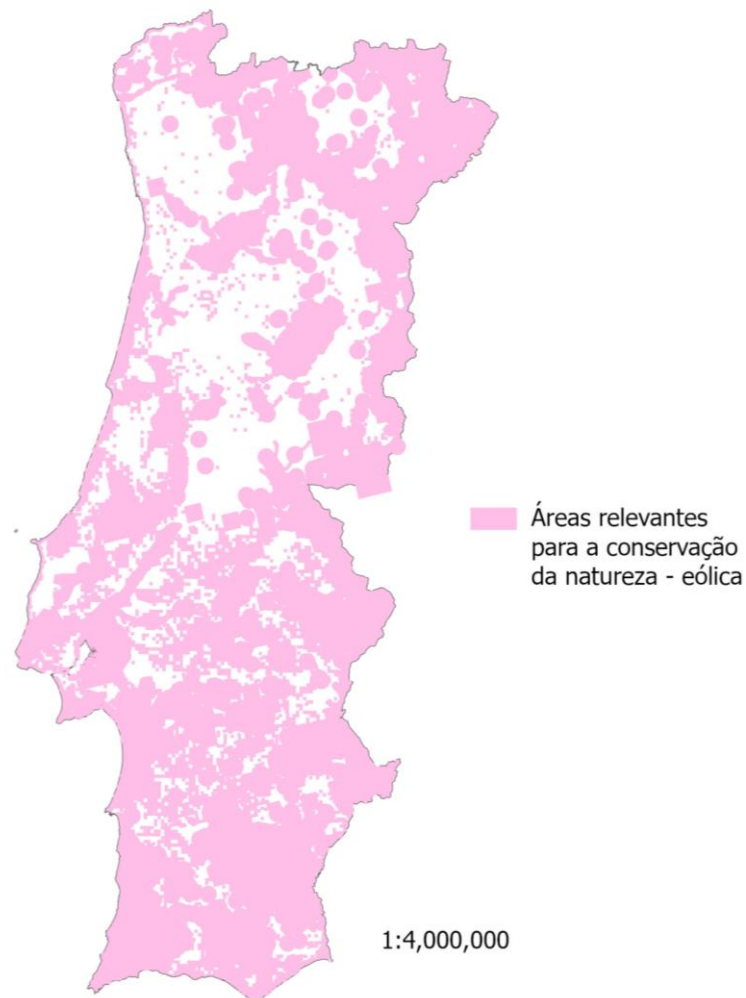 Áreas relevantes
para a conservação
da natureza - eólica
1:4,000,000